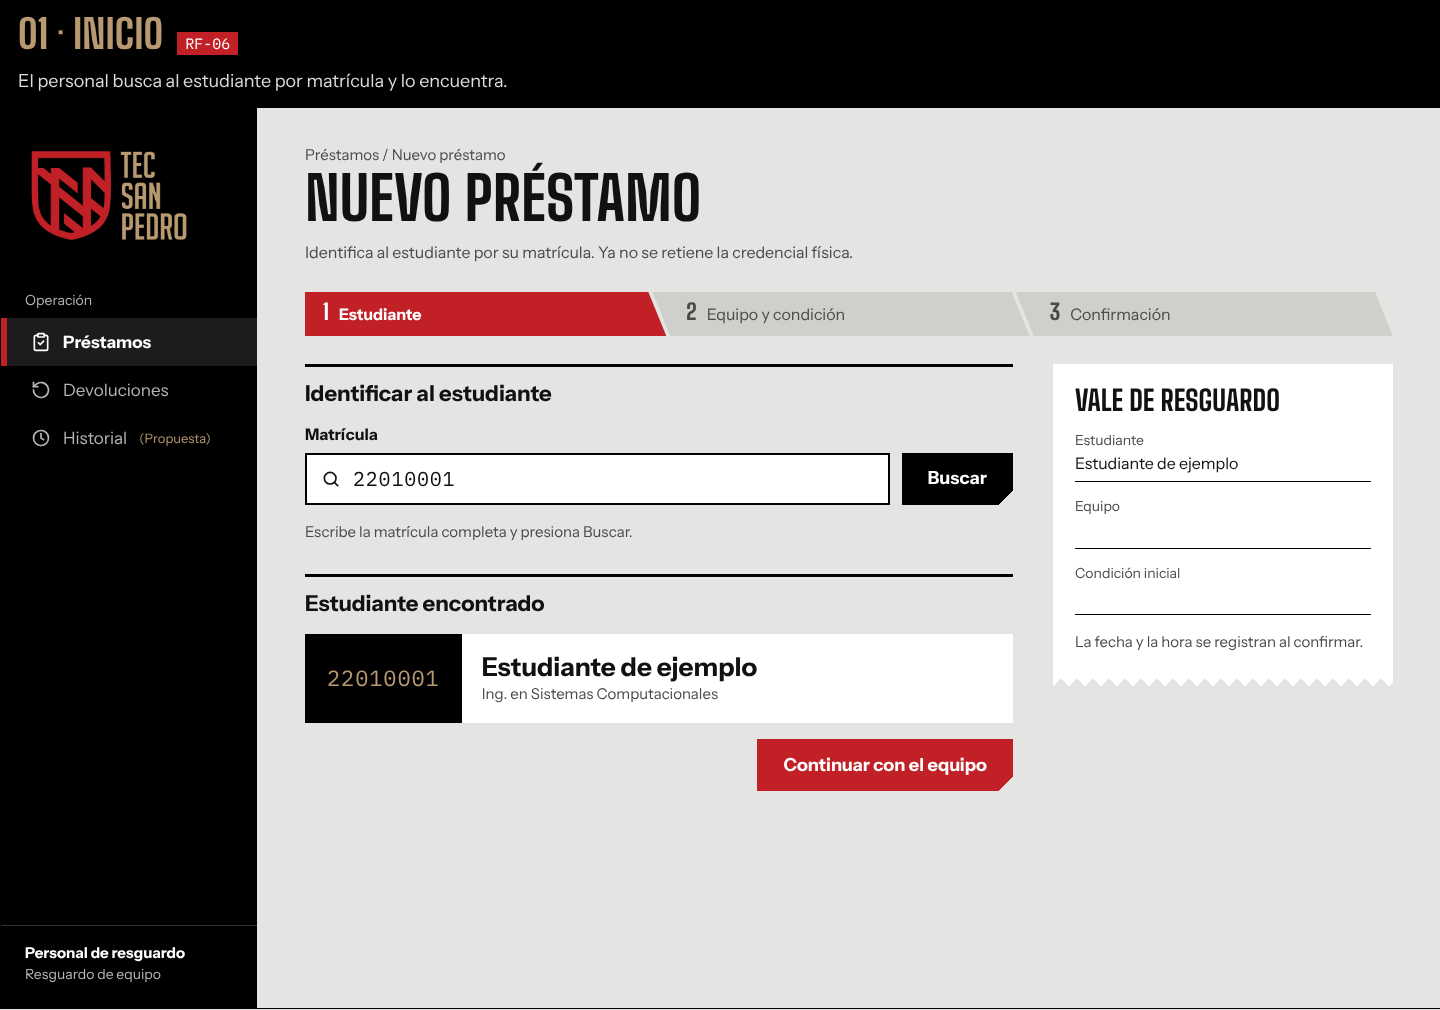 01 · INICIO RF-06
El personal busca al estudiante por matrícula y lo encuentra.
TEC
SAN
PEDRO
Operación
Préstamos
Devoluciones
Historial (Propuesta)
Personal de resguardo
Resguardo de equipo
Préstamos / Nuevo préstamo
NUEVO PRÉSTAMO
Identifica al estudiante por su matrícula. Ya no se retiene la credencial física.
1 Estudiante
2 Equipo y condición
3 Confirmación
Identificar al estudiante
Matrícula
22010001
Buscar
Escribe la matrícula completa y presiona Buscar.
Estudiante encontrado
22010001
Estudiante de ejemplo
Ing. en Sistemas Computacionales
Continuar con el equipo
VALE DE RESGUARDO
Estudiante
Estudiante de ejemplo
Equipo
Condición inicial
La fecha y la hora se registran al confirmar.